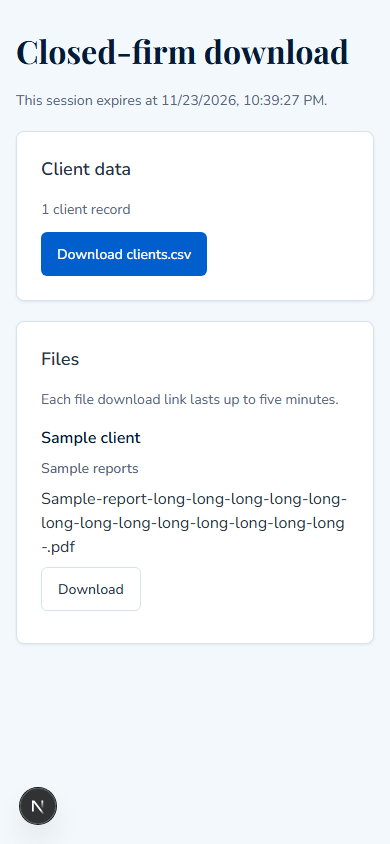 Closed-firm download
This session expires at 11/23/2026, 10:39:27 PM.
Client data
1 client record
Download clients.csv
Files
Each file download link lasts up to five minutes.
Sample client
Sample reports
Sample-report-long-long-long-long-long-
long-long-long-long-long-long-long-long
-.pdf
Download
N